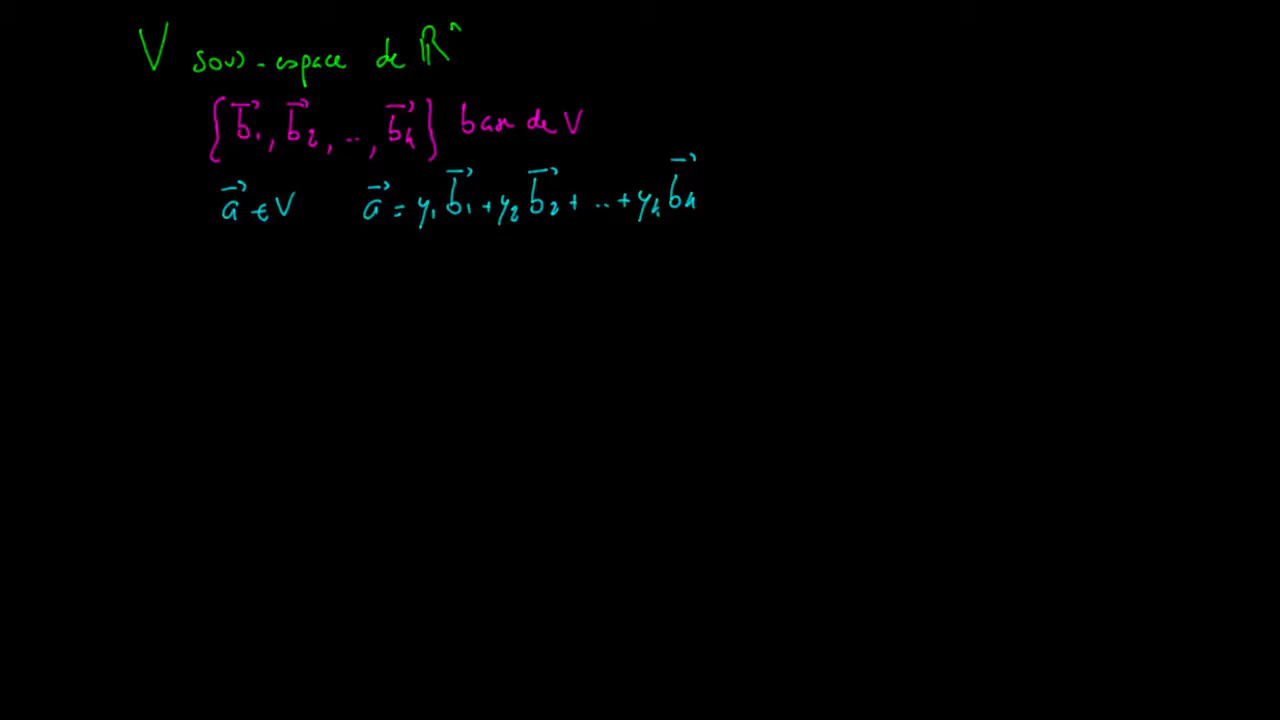 V sous-espace de ℝⁿ
{b⃗₁, b⃗₂, .., b⃗ₖ} base de V
a⃗ ∈ V a⃗ = y₁b⃗₁ + y₂b⃗₂ + .. + yₖb⃗ₖ